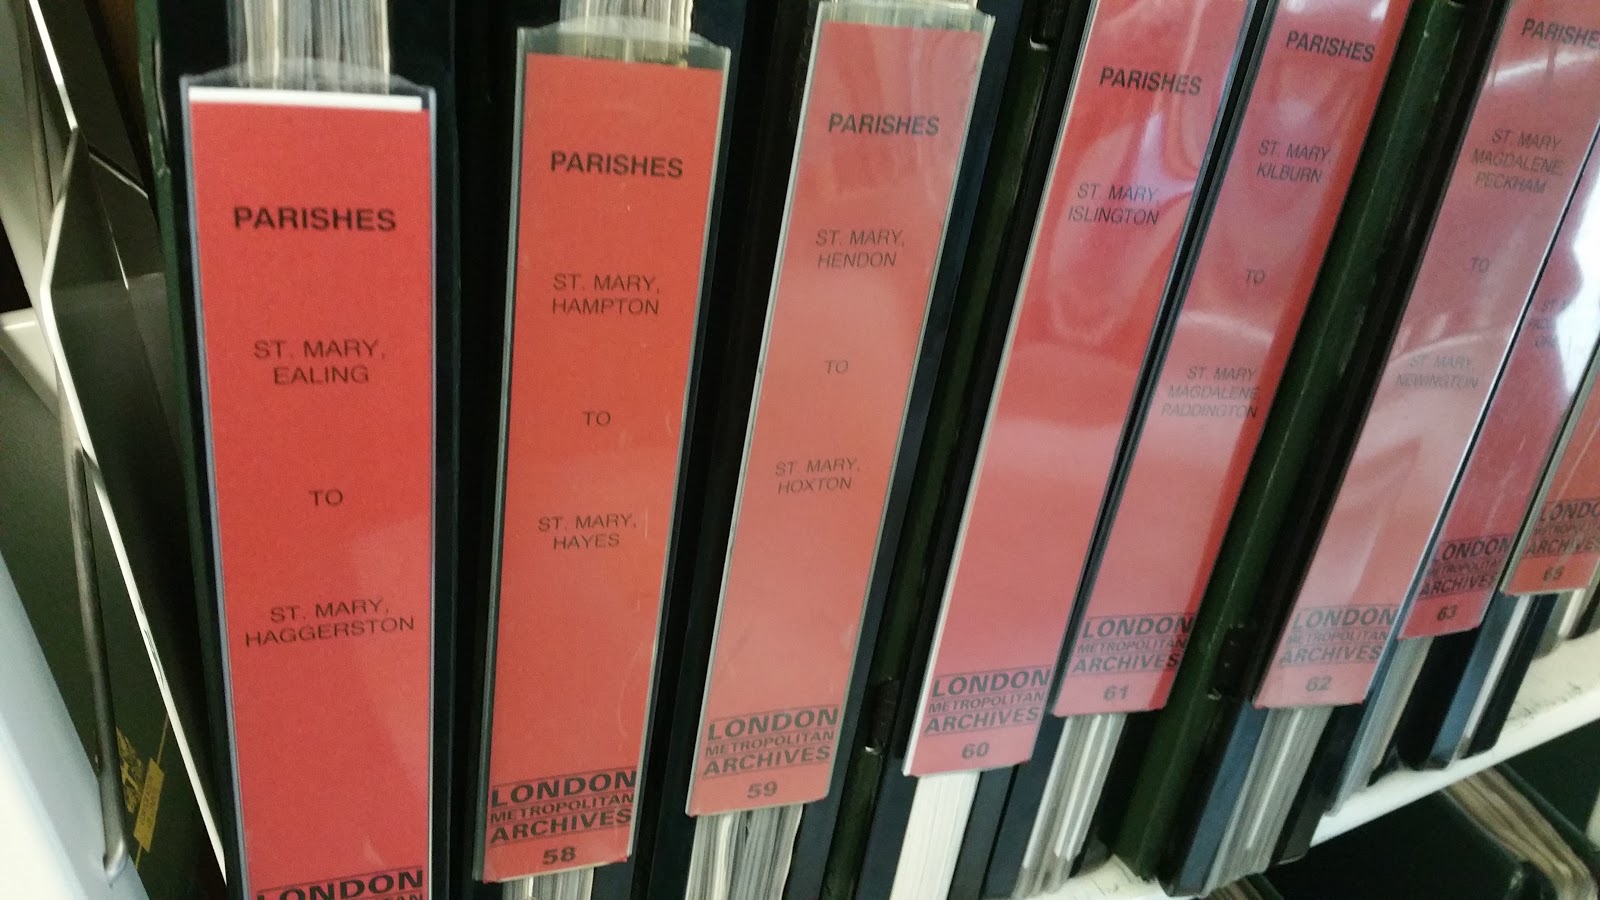 PARISHES
ST. MARY,
EALING
TO
ST. MARY,
HAGGERSTON
LONDON
PARISHES
ST. MARY,
HAMPTON
TO
ST. MARY,
HAYES
LONDON
METROPOLITAN
ARCHIVES
58
PARISHES
ST. MARY,
HENDON
TO
ST. MARY,
HOXTON
LONDON
METROPOLITAN
ARCHIVES
59
PARISHES
ST. MARY,
ISLINGTON
LONDON
METROPOLITAN
ARCHIVES
60
PARISHES
ST. MARY,
KILBURN
TO
ST. MARY
MAGDALENE,
PADDINGTON
LONDON
METROPOLITAN
ARCHIVES
61
PARISHES
ST. MARY
MAGDALENE,
PECKHAM
TO
ST. MARY,
NEWINGTON
LONDON
METROPOLITAN
ARCHIVES
62
LONDON
METROPOLITAN
ARCHIVES
63
LONDON
METROPOLITAN
ARCHIVES
65